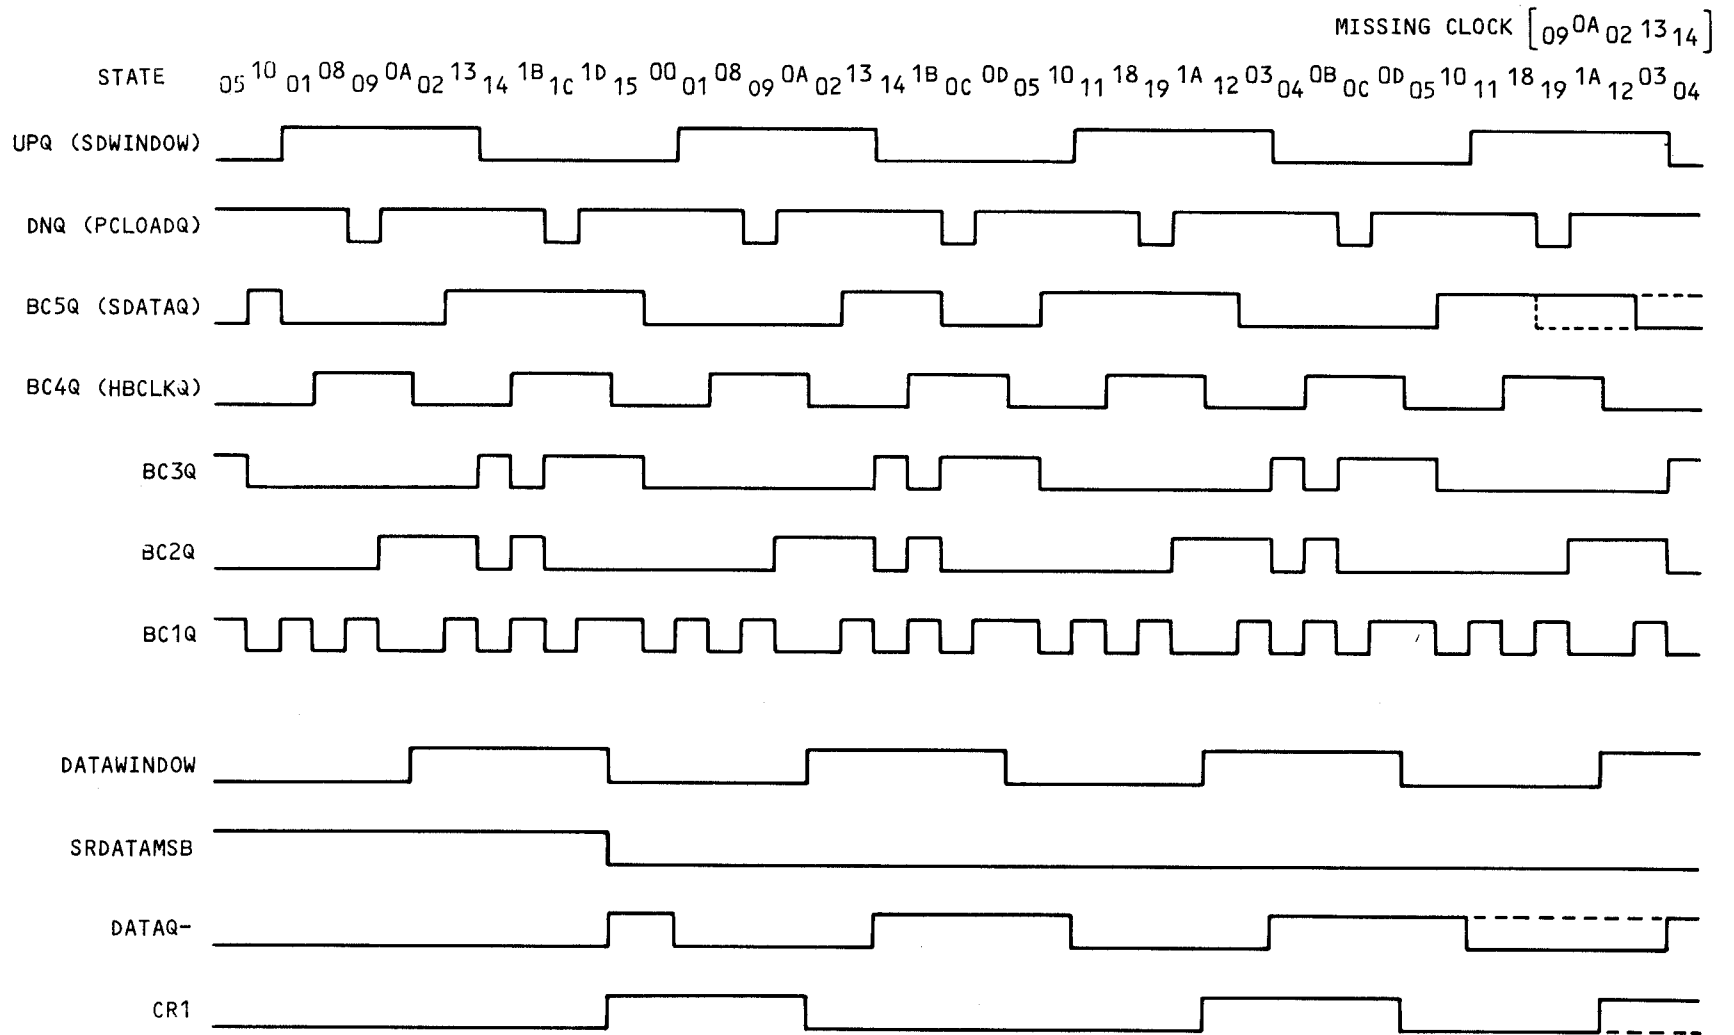 MISSING CLOCK [09 0A 02 13 14]
STATE 05 10 01 08 09 0A 02 13 14 1B 1C 1D 15 00 01 08 09 0A 02 13 14 1B 0C 0D 05 10 11 18 19 1A 12 03 04 0B 0C 0D 05 10 11 18 19 1A 12 03 04
UPQ (SDWINDOW)
DNQ (PCLOADQ)
BC5Q (SDATAQ)
BC4Q (HBCLKQ)
BC3Q
BC2Q
BC1Q
DATAWINDOW
SRDATAMSB
DATAQ-
CR1